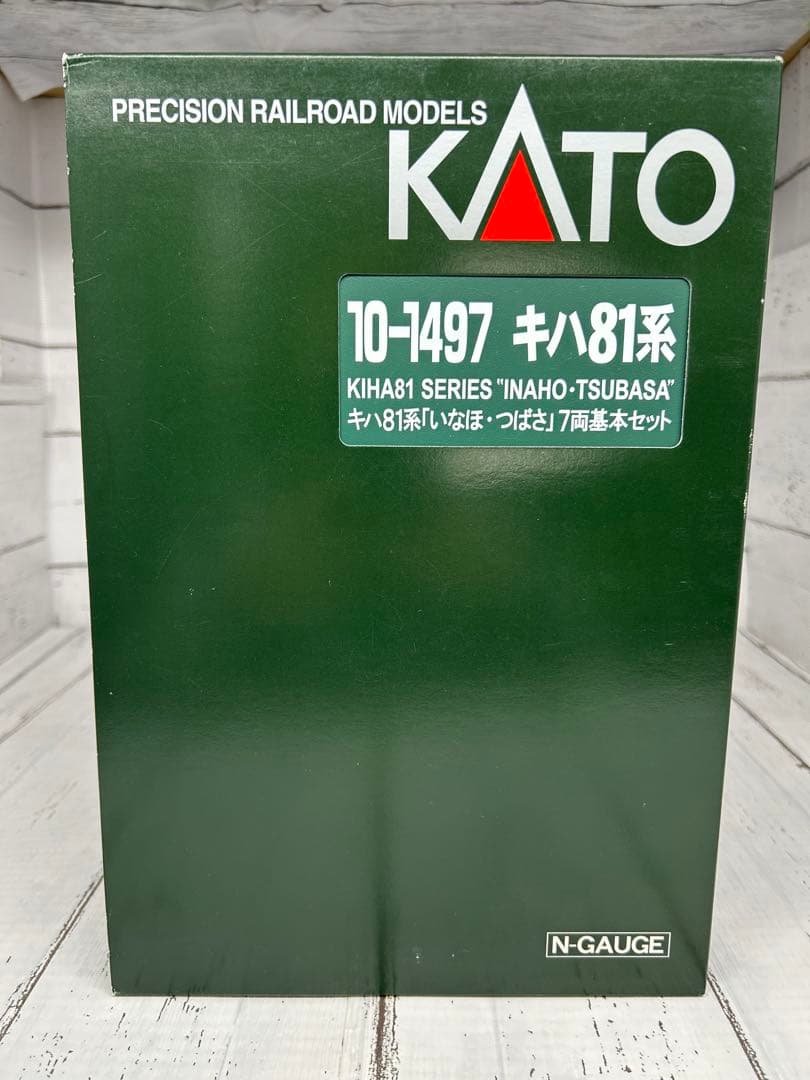 PRECISION RAILROAD MODELS
KATO
10-1497 キハ81系
KIHA81 SERIES "INAHO・TSUBASA"
キハ81系「いなほ・つばさ」7両基本セット
N-GAUGE